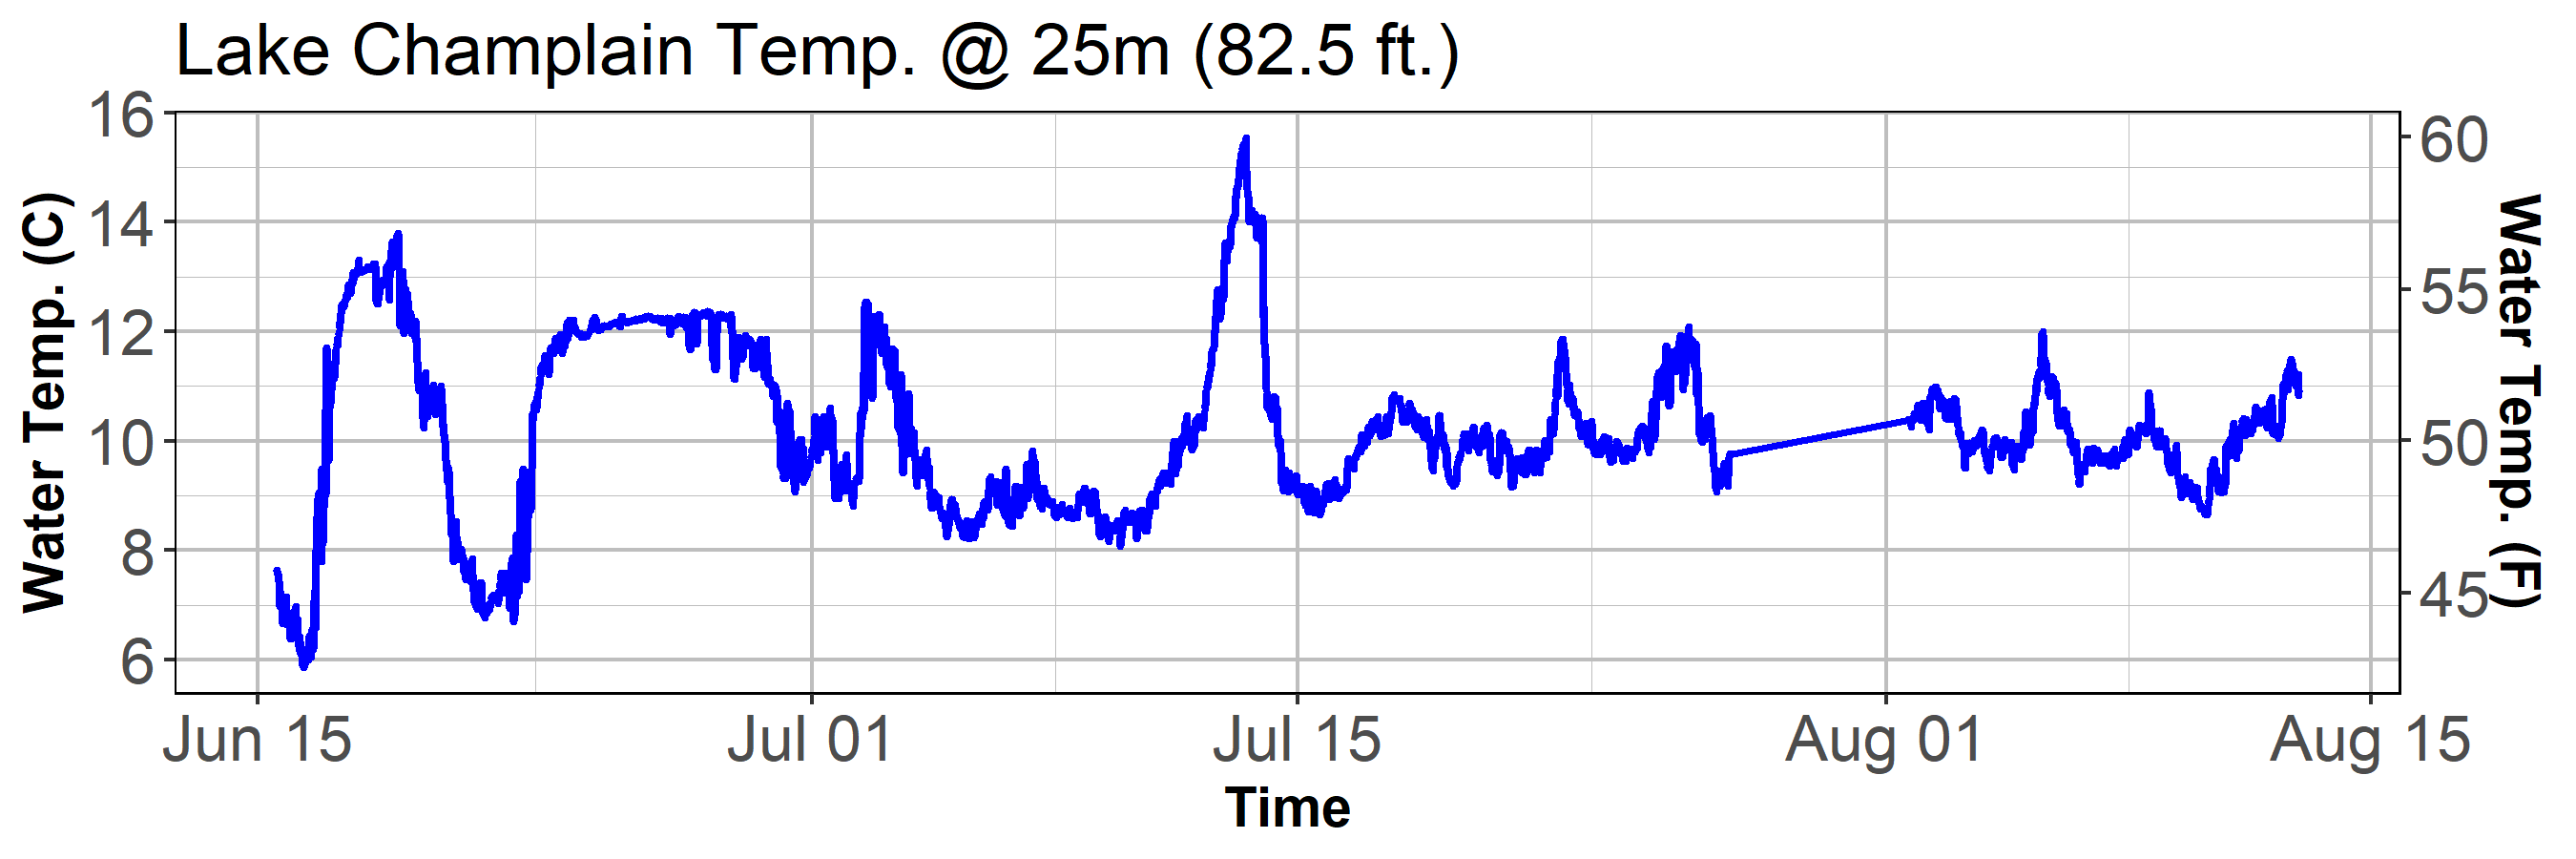 Lake Champlain Temp. @ 25m (82.5 ft.)
Water Temp. (C)
16
14
12
10
8
6
60
55
50
45
Water Temp. (F)
Jun 15
Jul 01
Jul 15
Aug 01
Aug 15
Time